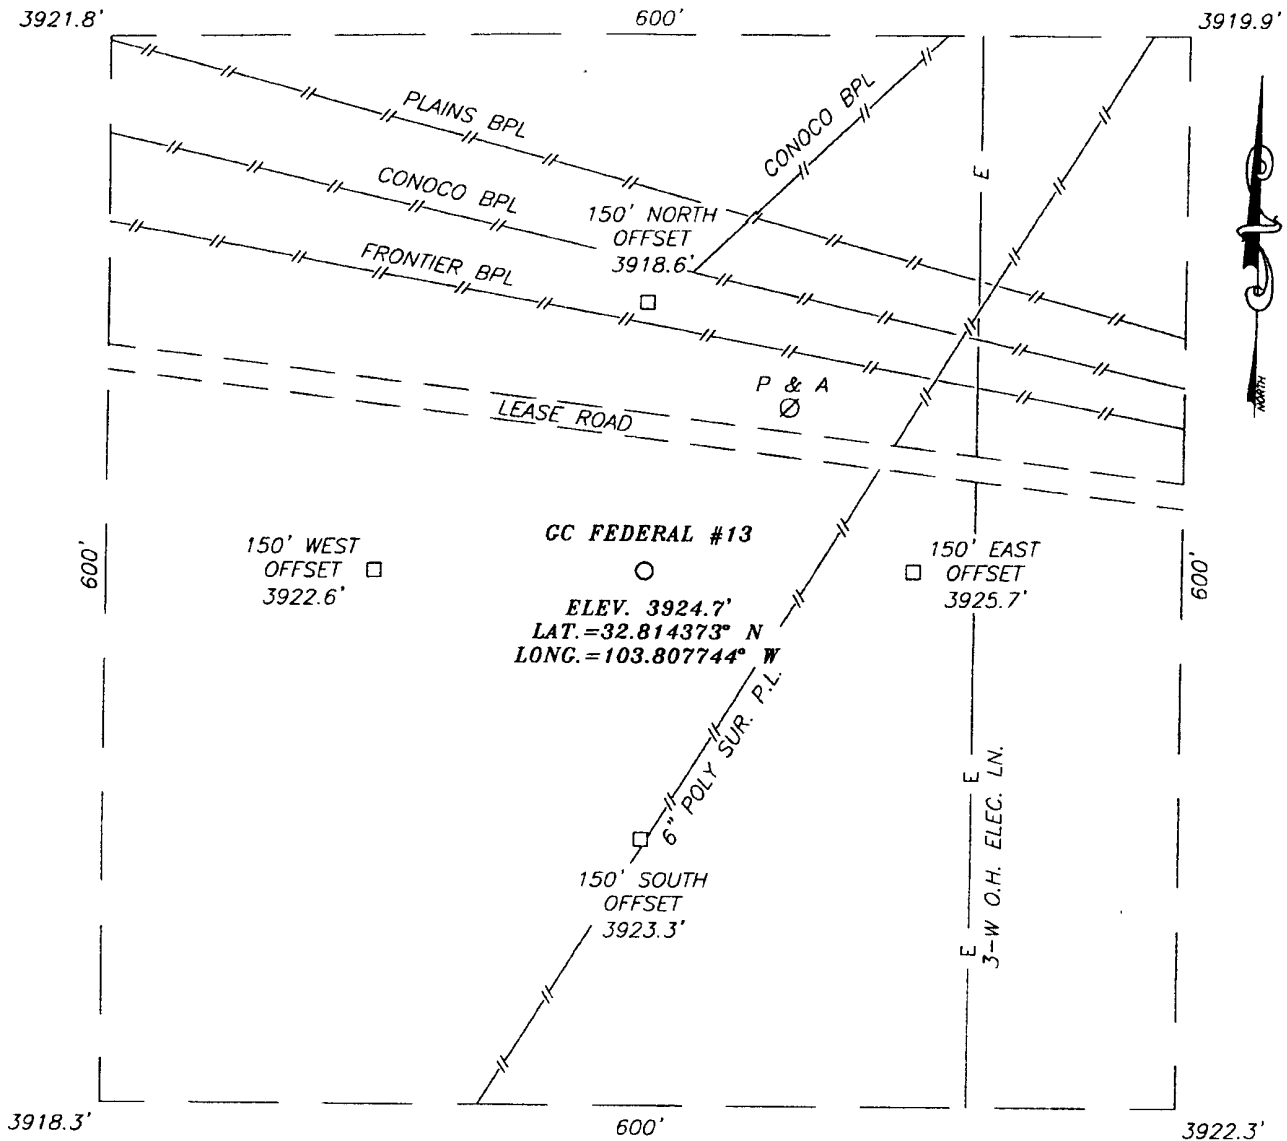 3921.8'
600'
3919.9'
PLAINS BPL
CONOCO BPL
CONOCO BPL
150' NORTH
OFFSET
3918.6'
FRONTIER BPL
E
NORTH
P & A
LEASE ROAD
600'
150' WEST
OFFSET
3922.6'
GC FEDERAL #13
ELEV. 3924.7'
LAT.=32.814373° N
LONG.=103.807744° W
150' EAST
OFFSET
3925.7'
600'
6" POLY SUR. P.L.
E
3-W O.H. ELEC. LN.
E
150' SOUTH
OFFSET
3923.3'
3918.3'
600'
3922.3'